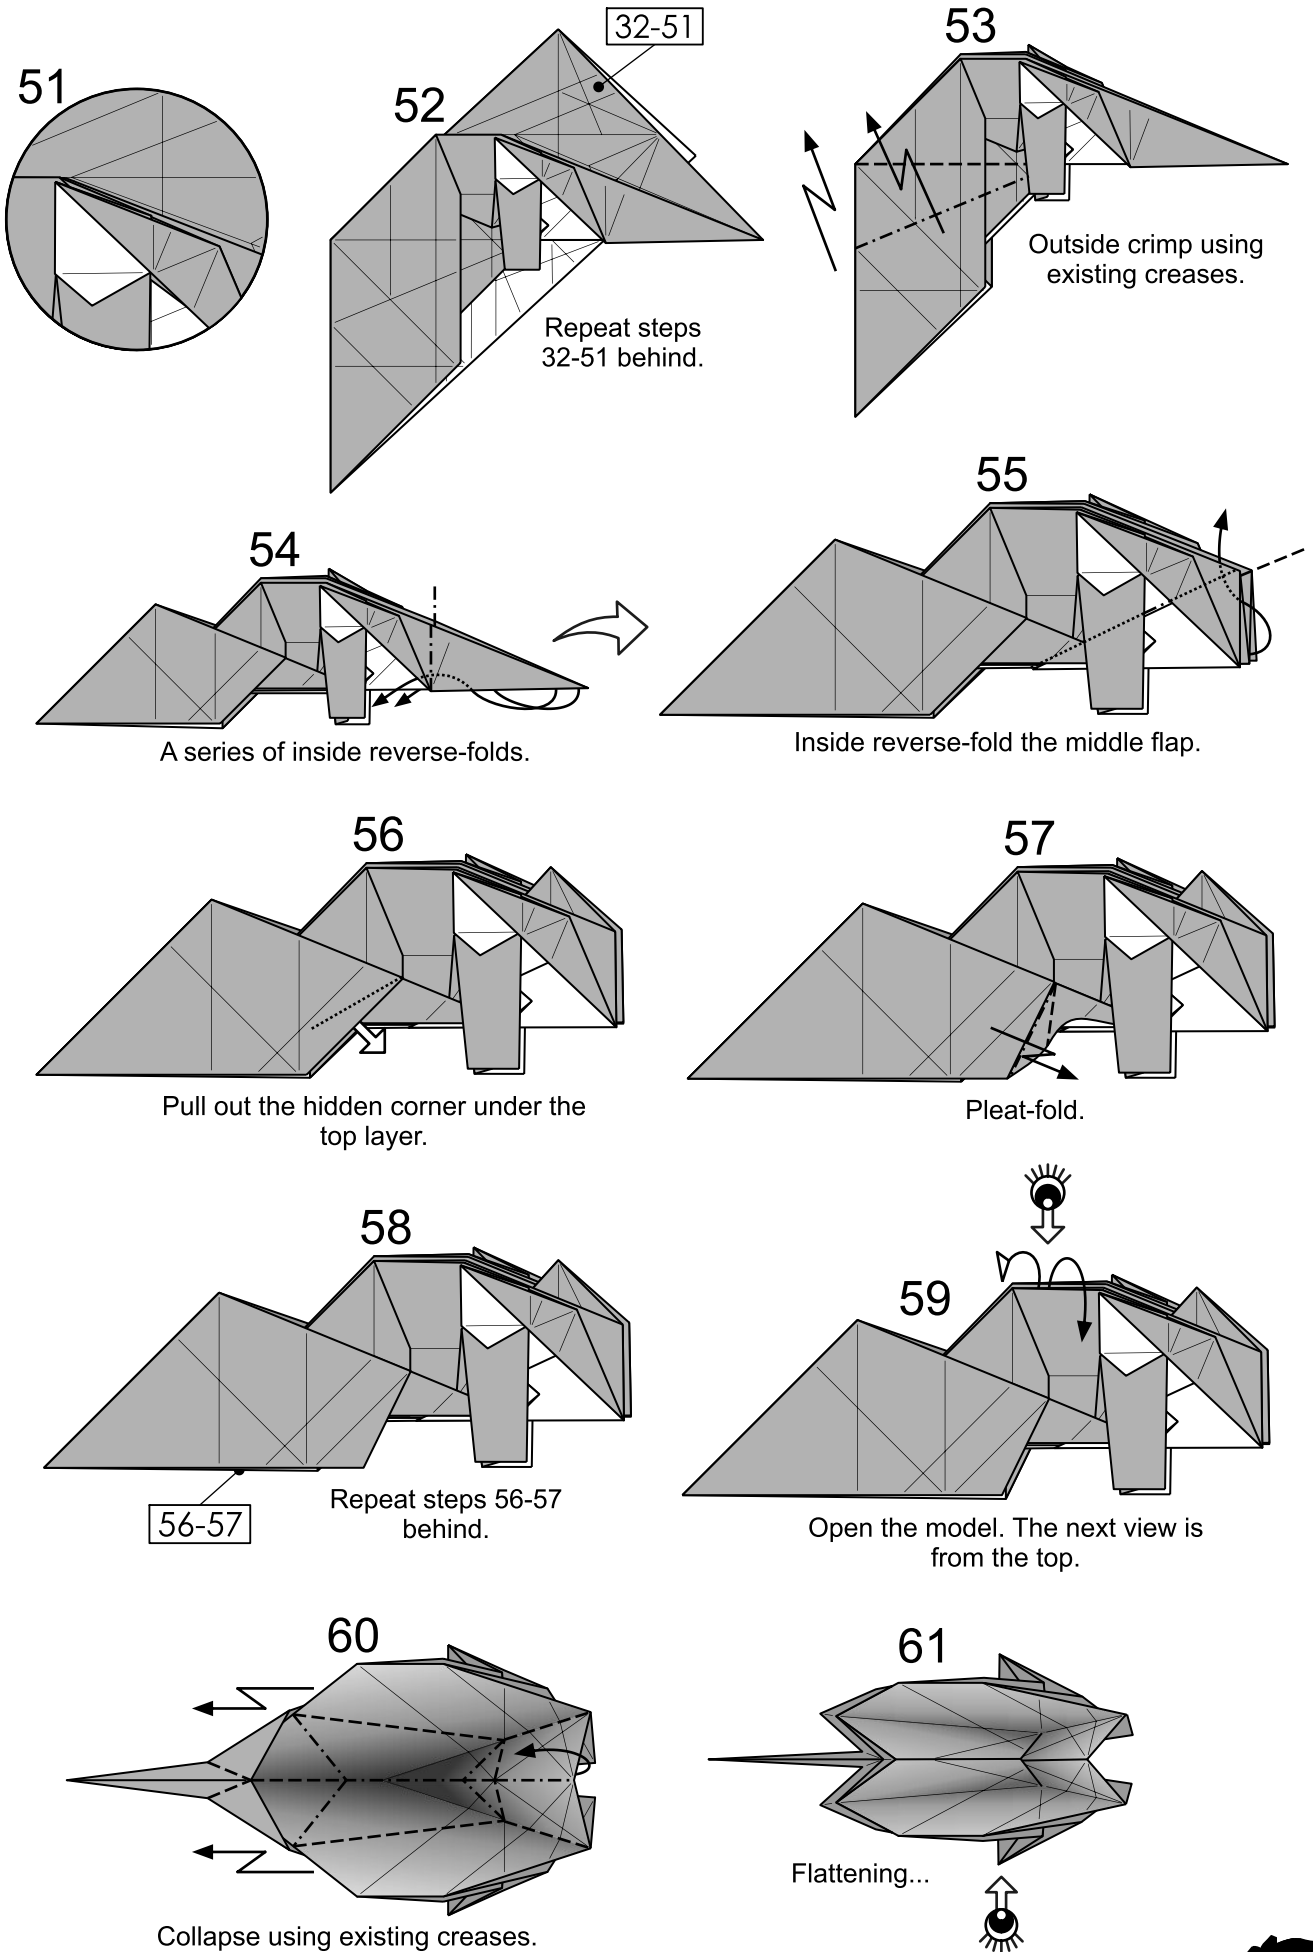 51
32-51
52
Repeat steps
32-51 behind.
53
Outside crimp using
existing creases.
54
A series of inside reverse-folds.
55
Inside reverse-fold the middle flap.
56
Pull out the hidden corner under the
top layer.
57
Pleat-fold.
58
56-57
Repeat steps 56-57
behind.
59
Open the model. The next view is
from the top.
60
Collapse using existing creases.
61
Flattening...